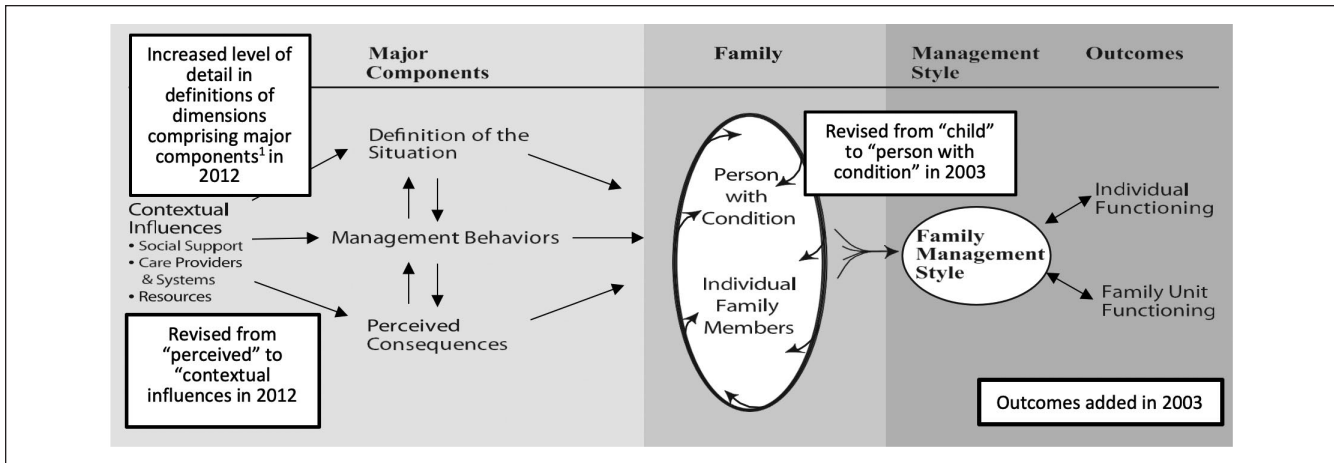 Increased level of
detail in
definitions of
dimensions
comprising major
components¹ in
2012
Major
Components
Family
Management
Style
Outcomes
Definition of the
Situation
Contextual
Influences
• Social Support
• Care Providers
& Systems
• Resources
Management Behaviors
Perceived
Consequences
Revised from
“perceived” to
“contextual
influences in 2012
Person
with
Condition
Individual
Family
Members
Revised from “child”
to “person with
condition” in 2003
Family
Management
Style
Individual
Functioning
Family Unit
Functioning
Outcomes added in 2003